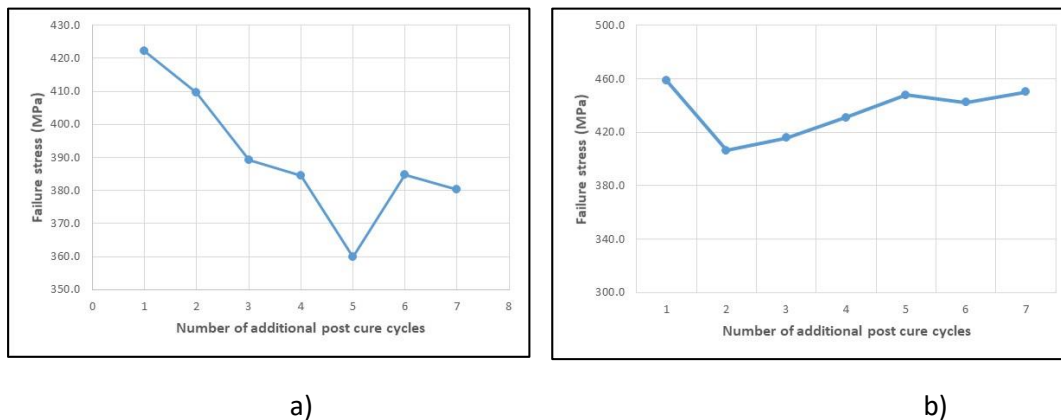 430.0
420.0
410.0
400.0
390.0
380.0
370.0
360.0
350.0
Failure stress (MPa)
0 1 2 3 4 5 6 7 8
Number of additional post cure cycles
a)
500.0
460.0
420.0
380.0
340.0
300.0
Failure stress (MPa)
1 2 3 4 5 6 7
Number of additional post cure cycles
b)